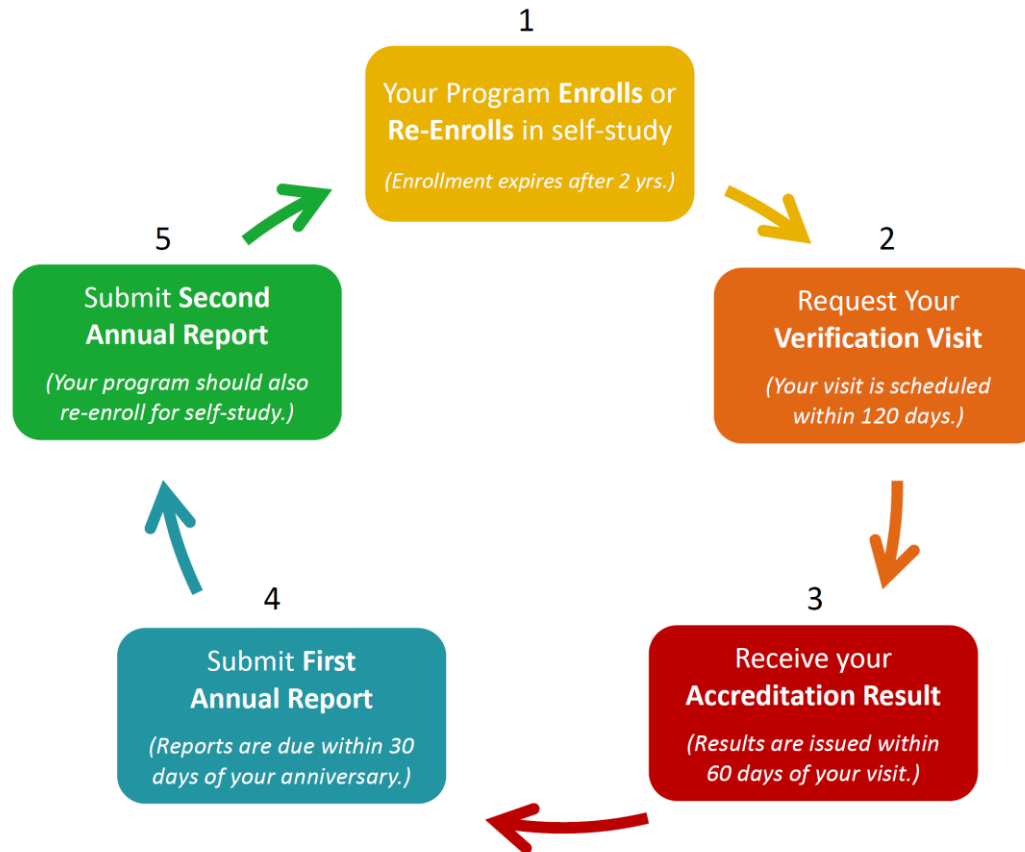 1
Your Program Enrolls or
Re-Enrolls in self-study
(Enrollment expires after 2 yrs.)
2
Request Your
Verification Visit
(Your visit is scheduled
within 120 days.)
3
Receive your
Accreditation Result
(Results are issued within
60 days of your visit.)
4
Submit First
Annual Report
(Reports are due within 30
days of your anniversary.)
5
Submit Second
Annual Report
(Your program should also
re-enroll for self-study.)